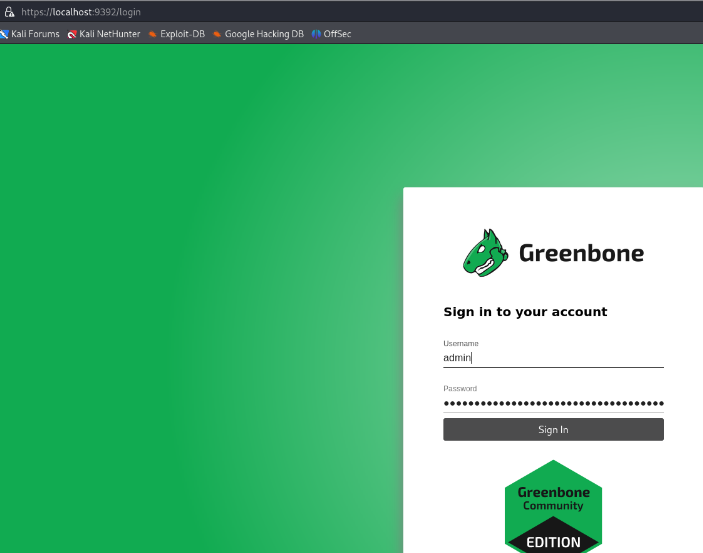 https://localhost:9392/login
Kali Forums Kali NetHunter Exploit-DB Google Hacking DB OffSec
Greenbone
Sign in to your account
Username
admin
Password
••••••••••••••••••••••••••••••••••••
Sign In
Greenbone
Community
EDITION